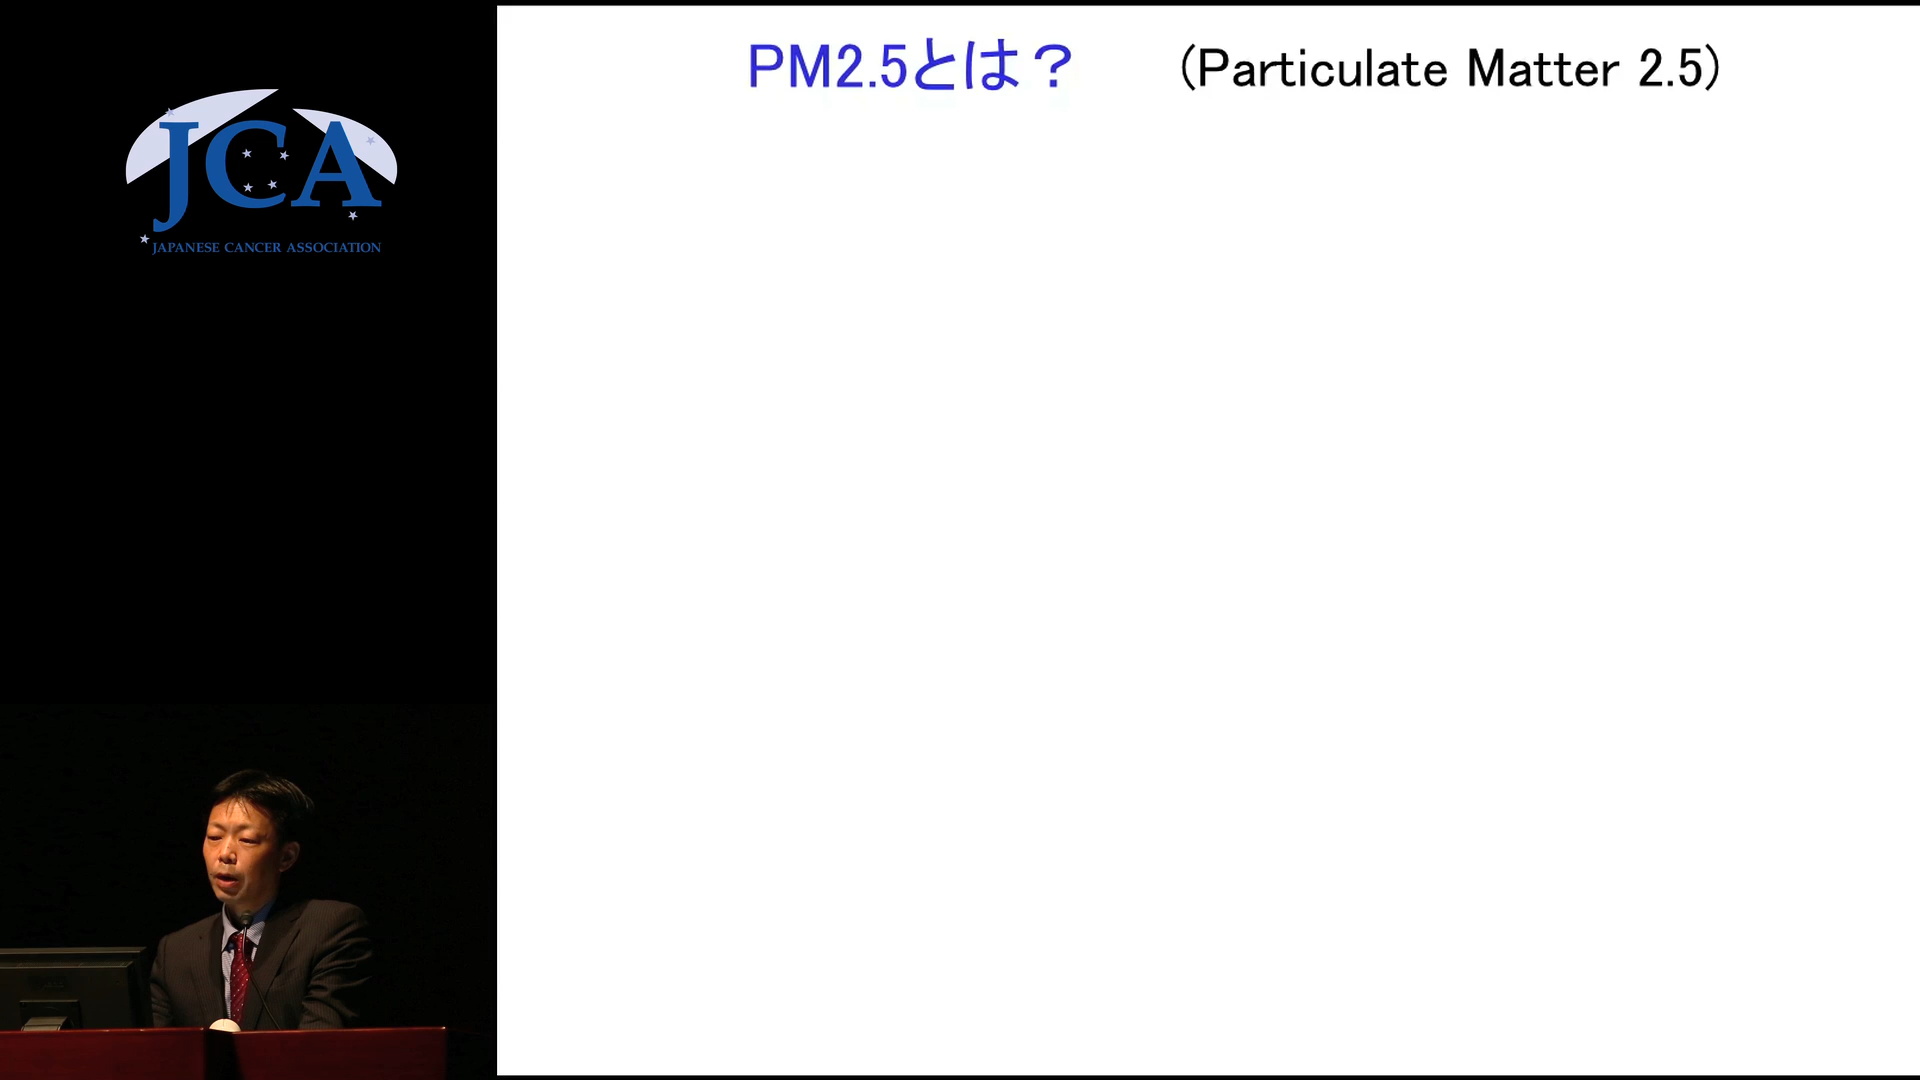 JCA
JAPANESE CANCER ASSOCIATION
PM2.5とは？ (Particulate Matter 2.5)